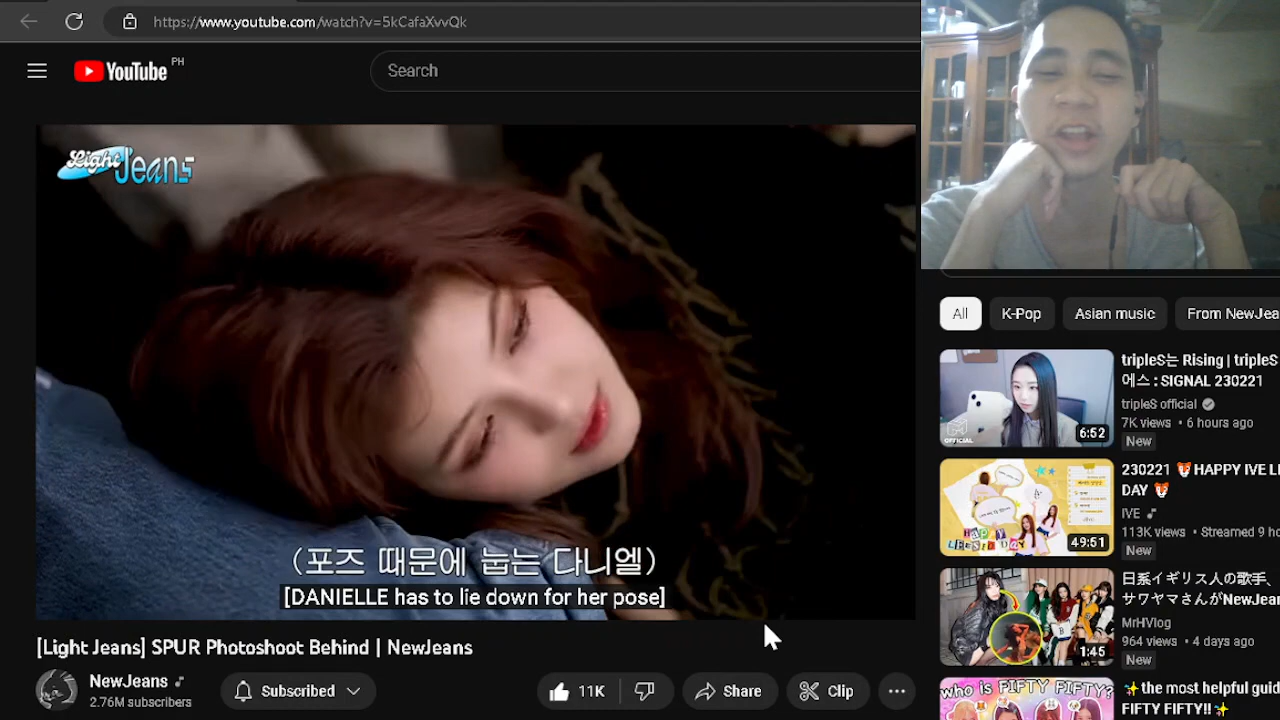 https://www.youtube.com/watch?v=5kCafaXvvQk
YouTube PH
Search
Light Jeans
(포즈 때문에 눕는 다니엘)
[DANIELLE has to lie down for her pose]
[Light Jeans] SPUR Photoshoot Behind | NewJeans
NewJeans
2.76M subscribers
Subscribed
11K
Share
Clip
All
K-Pop
Asian music
From NewJea
tripleS는 Rising | tripleS
에스 : SIGNAL 230221
tripleS official
7K views • 6 hours ago
New
6:52
OFFICIAL
230221 🐯HAPPY IVE LE
DAY 🐯
IVE
113K views • Streamed 9 ho
New
49:51
日系イギリス人の歌手、
サワヤマさんがNewJean
MrHVlog
964 views • 4 days ago
New
1:45
who is FIFTY FIFTY?
✨the most helpful guid
FIFTY FIFTY!!✨